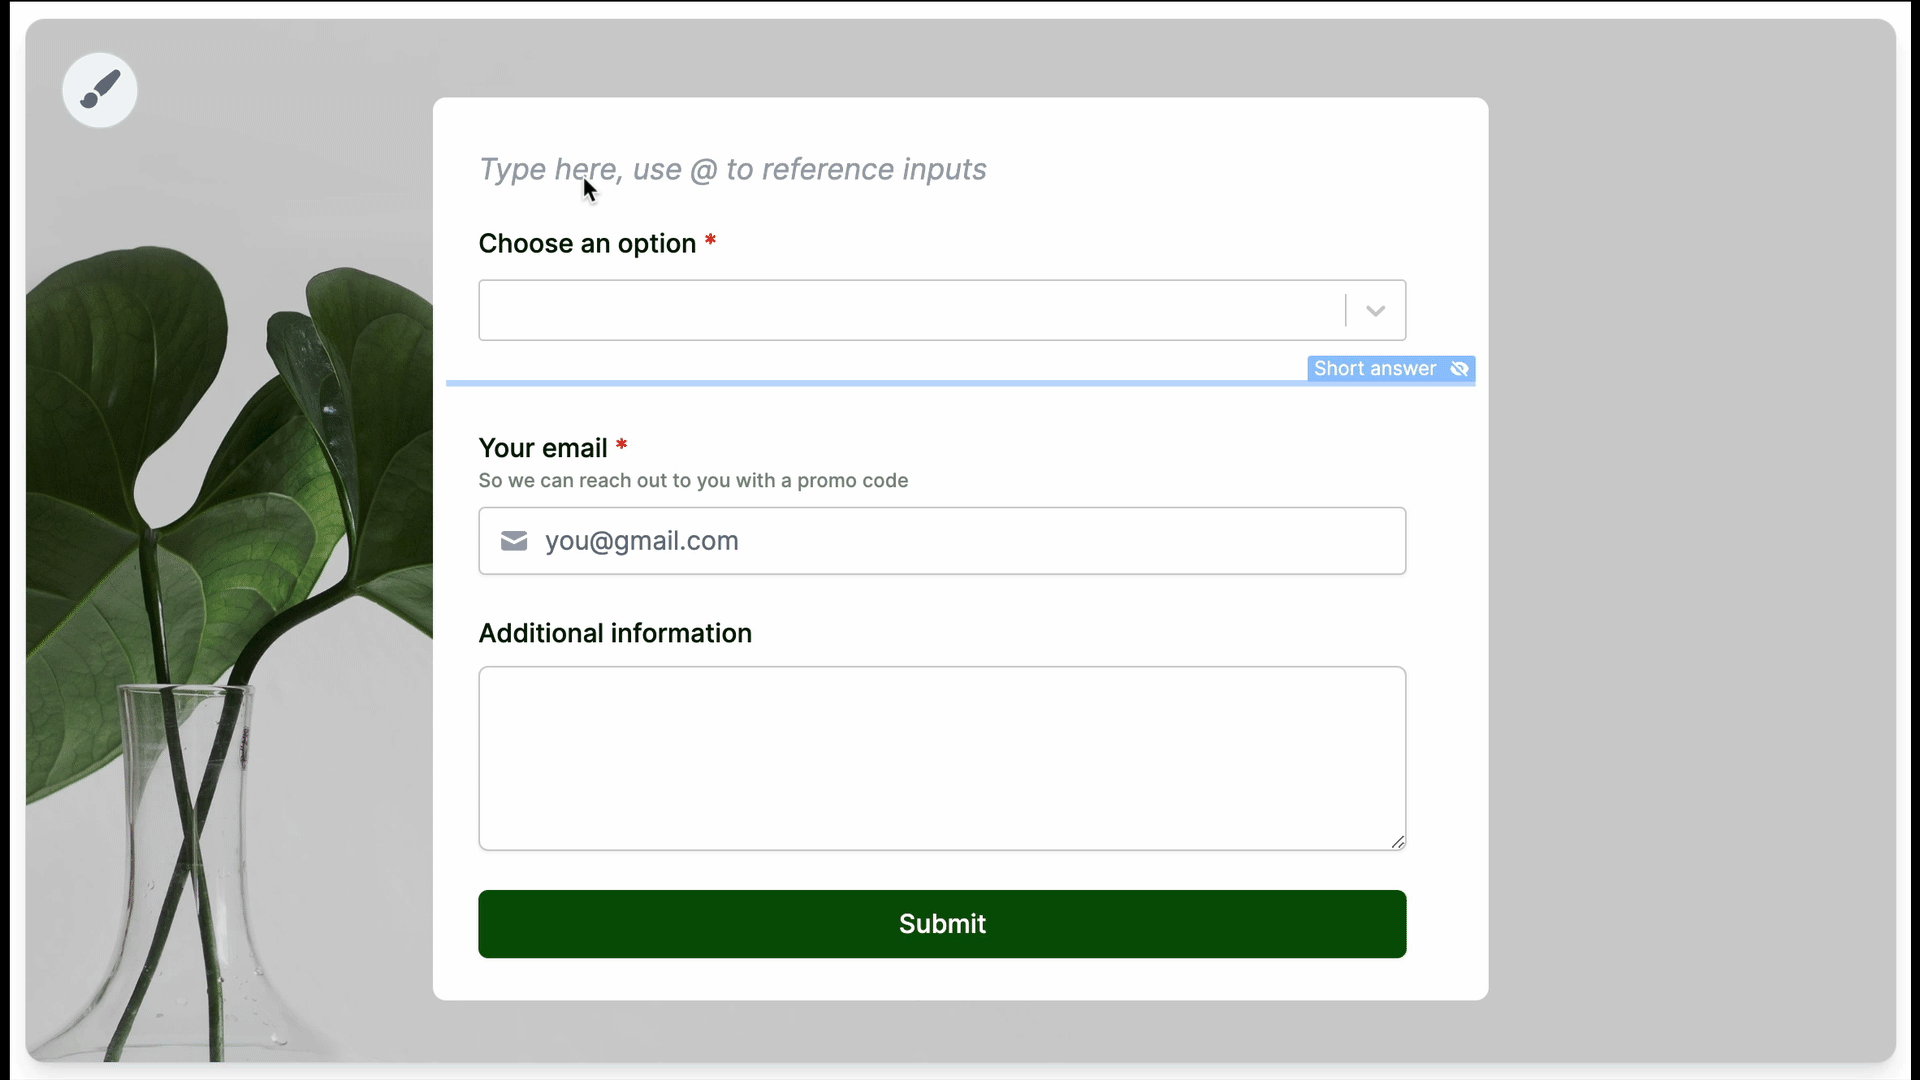 Type here, use @ to reference inputs
Choose an option *
Short answer
Your email *
So we can reach out to you with a promo code
you@gmail.com
Additional information
Submit